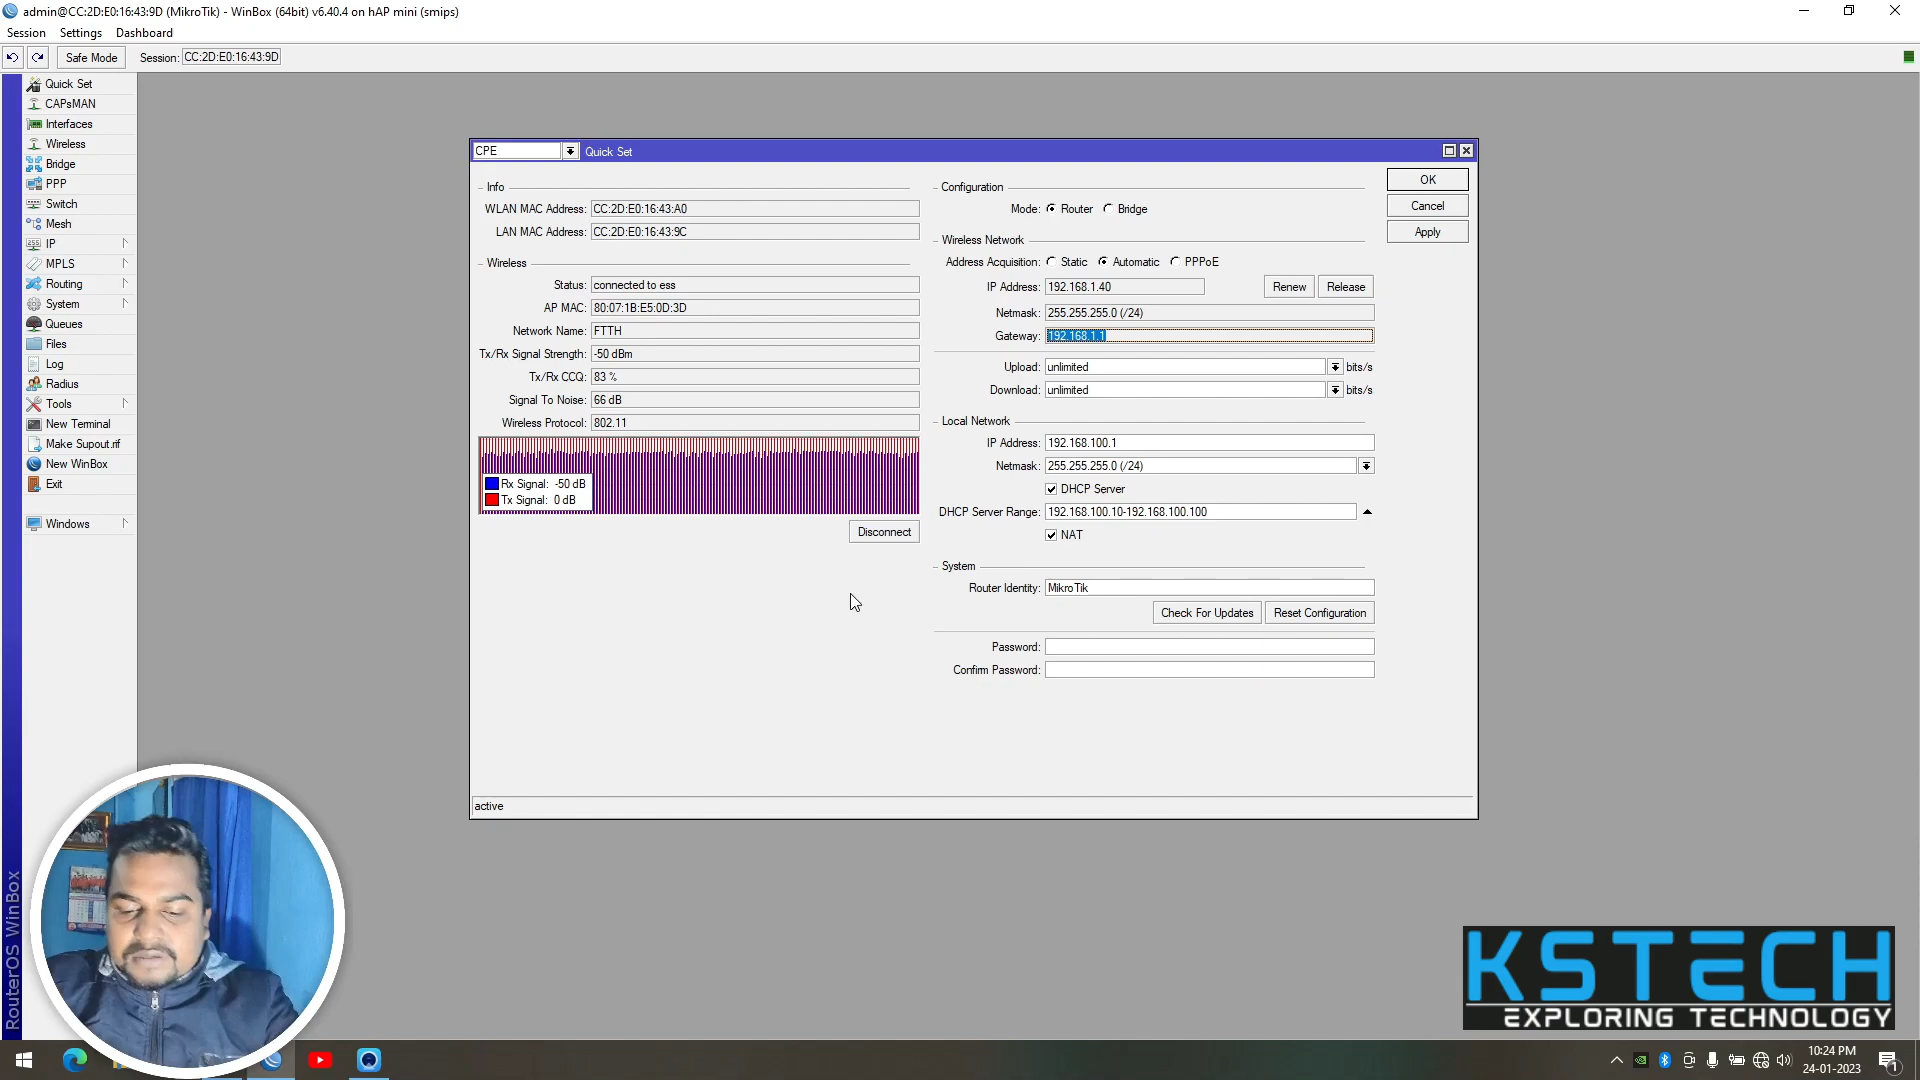 admin@CC:2D:E0:16:43:9D (MikroTik) - WinBox (64bit) v6.40.4 on hAP mini (smips)
Session Settings Dashboard
Safe Mode Session: CC:2D:E0:16:43:9D
Quick Set
CAPsMAN
Interfaces
Wireless
Bridge
PPP
Switch
Mesh
IP
MPLS
Routing
System
Queues
Files
Log
Radius
Tools
New Terminal
Make Supout.rif
New WinBox
Exit
Windows
RouterOS WinBox
CPE Quick Set
Info
WLAN MAC Address: CC:2D:E0:16:43:A0
LAN MAC Address: CC:2D:E0:16:43:9C
Wireless
Status: connected to ess
AP MAC: 80:07:1B:E5:0D:3D
Network Name: FTTH
Tx/Rx Signal Strength: -50 dBm
Tx/Rx CCQ: 83 %
Signal To Noise: 66 dB
Wireless Protocol: 802.11
Rx Signal: -50 dB
Tx Signal: 0 dB
Disconnect
Configuration
Mode: Router Bridge
Wireless Network
Address Acquisition: Static Automatic PPPoE
IP Address: 192.168.1.40 Renew Release
Netmask: 255.255.255.0 (/24)
Gateway: 192.168.1.1
Upload: unlimited bits/s
Download: unlimited bits/s
Local Network
IP Address: 192.168.100.1
Netmask: 255.255.255.0 (/24)
DHCP Server
DHCP Server Range: 192.168.100.10-192.168.100.100
NAT
System
Router Identity: MikroTik
Check For Updates Reset Configuration
Password:
Confirm Password:
OK
Cancel
Apply
active
KSTECH
EXPLORING TECHNOLOGY
10:24 PM
24-01-2023
1